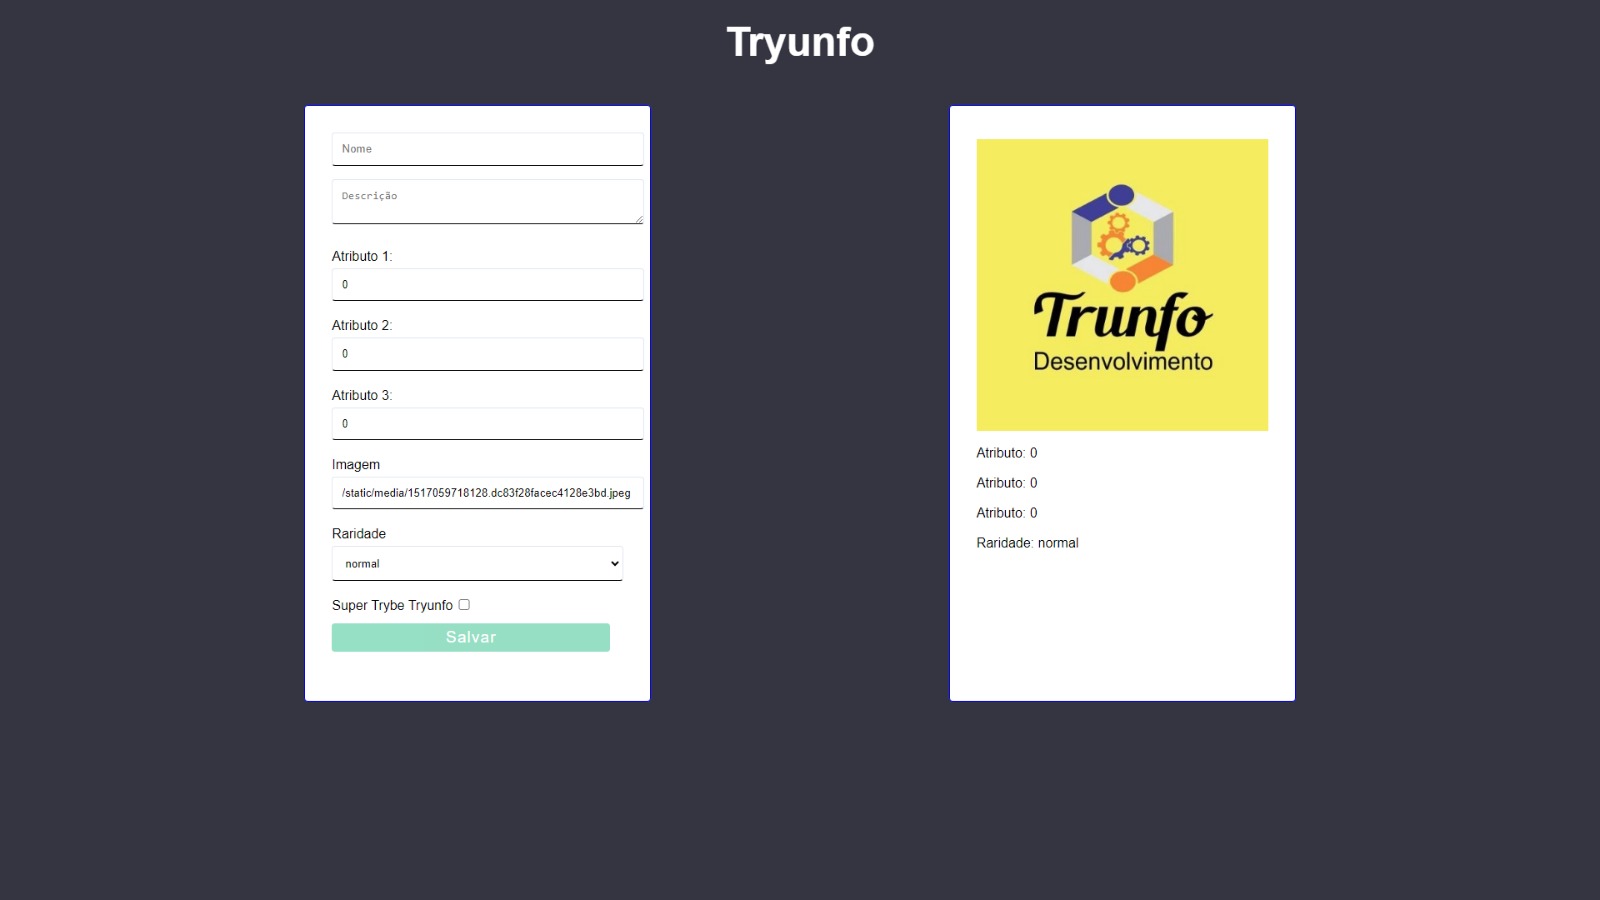 Tryunfo
Nome
Descrição
Atributo 1:
0
Atributo 2:
0
Atributo 3:
0
Imagem
/static/media/1517059718128.dc83f28facec4128e3bd.jpeg
Raridade
normal
Super Trybe Tryunfo
Salvar
Trunfo
Desenvolvimento
Atributo: 0
Atributo: 0
Atributo: 0
Raridade: normal